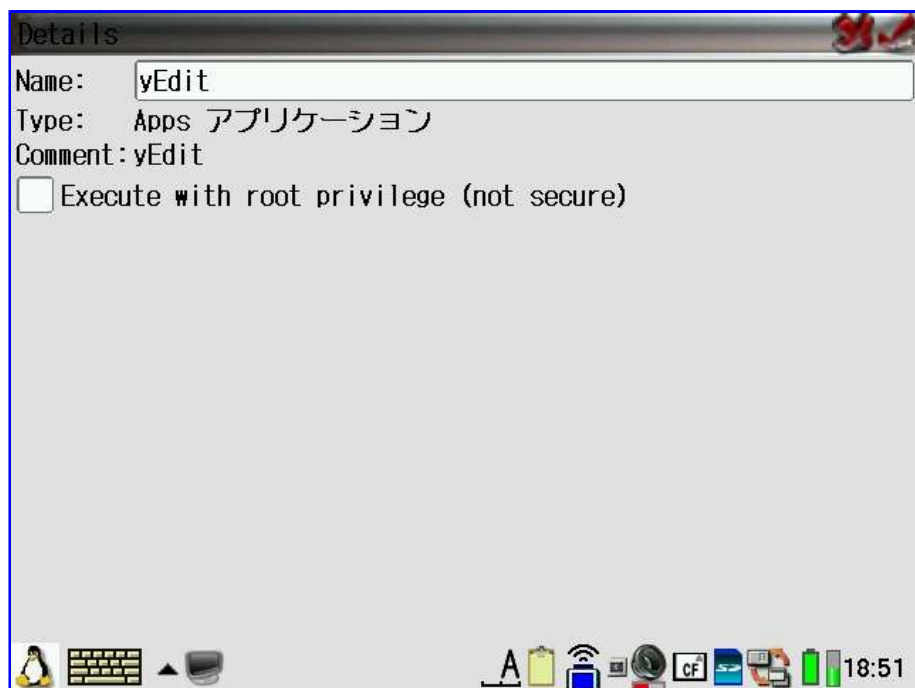 Details
Name: yEdit
Type: Apps アプリケーション
Comment: yEdit
Execute with root privilege (not secure)
A CF SD 18:51